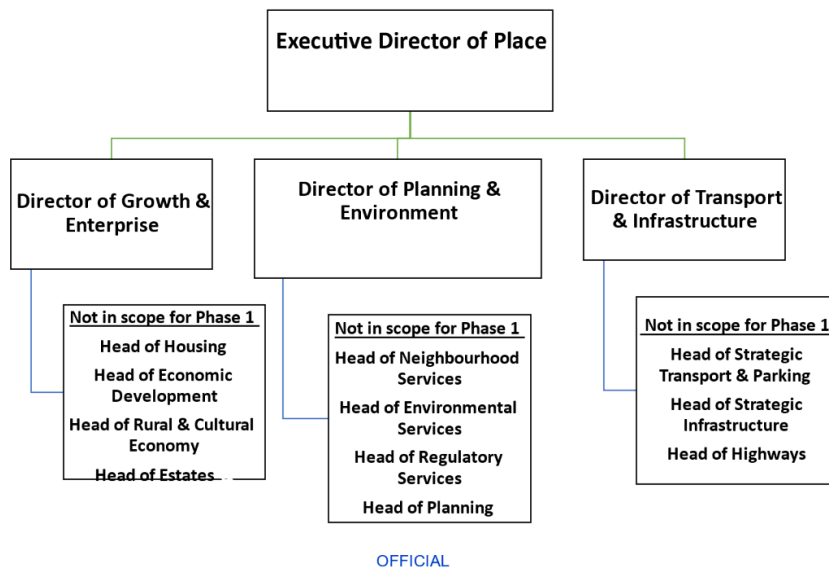 Executive Director of Place
Director of Growth &
Enterprise
Director of Planning &
Environment
Director of Transport
& Infrastructure
Not in scope for Phase 1
Head of Housing
Head of Economic
Development
Head of Rural & Cultural
Economy
Head of Estates
Not in scope for Phase 1
Head of Neighbourhood
Services
Head of Environmental
Services
Head of Regulatory
Services
Head of Planning
Not in scope for Phase 1
Head of Strategic
Transport & Parking
Head of Strategic
Infrastructure
Head of Highways
OFFICIAL